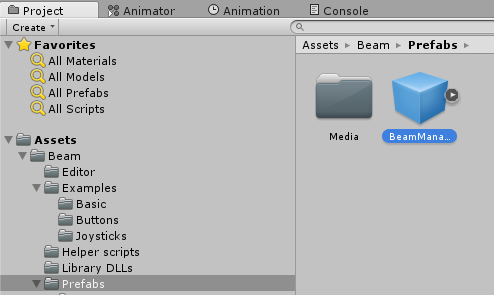 Project
Animator
Animation
Console
Create
Favorites
All Materials
All Models
All Prefabs
All Scripts
Assets
Beam
Editor
Examples
Basic
Buttons
Joysticks
Helper scripts
Library DLLs
Prefabs
Assets Beam Prefabs
Media
BeamMana...